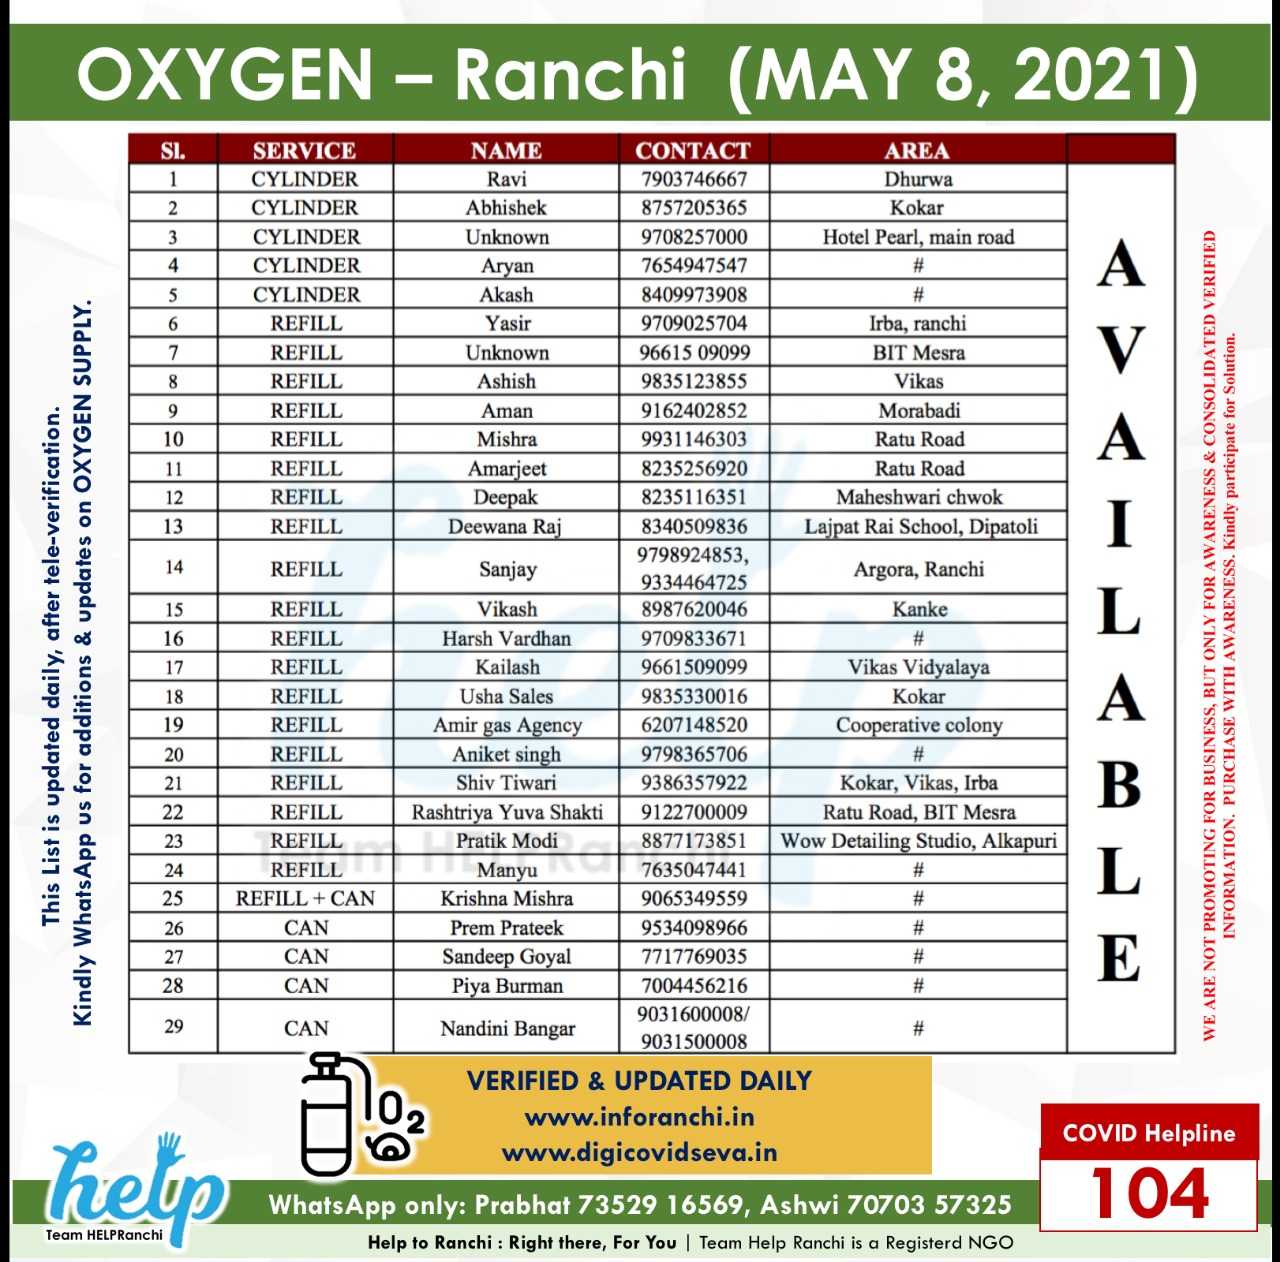 OXYGEN – Ranchi (MAY 8, 2021)
Sl. SERVICE NAME CONTACT AREA
1 CYLINDER Ravi 7903746667 Dhurwa
2 CYLINDER Abhishek 8757205365 Kokar
3 CYLINDER Unknown 9708257000 Hotel Pearl, main road
4 CYLINDER Aryan 7654947547 #
5 CYLINDER Akash 8409973908 #
6 REFILL Yasir 9709025704 Irba, ranchi
7 REFILL Unknown 96615 09099 BIT Mesra
8 REFILL Ashish 9835123855 Vikas
9 REFILL Aman 9162402852 Morabadi
10 REFILL Mishra 9931146303 Ratu Road
11 REFILL Amarjeet 8235256920 Ratu Road
12 REFILL Deepak 8235116351 Maheshwari chwok
13 REFILL Deewana Raj 8340509836 Lajpat Rai School, Dipatoli
14 REFILL Sanjay 9798924853, 9334464725 Argora, Ranchi
15 REFILL Vikash 8987620046 Kanke
16 REFILL Harsh Vardhan 9709833671 #
17 REFILL Kailash 9661509099 Vikas Vidyalaya
18 REFILL Usha Sales 9835330016 Kokar
19 REFILL Amir gas Agency 6207148520 Cooperative colony
20 REFILL Aniket singh 9798365706 #
21 REFILL Shiv Tiwari 9386357922 Kokar, Vikas, Irba
22 REFILL Rashtriya Yuva Shakti 9122700009 Ratu Road, BIT Mesra
23 REFILL Pratik Modi 8877173851 Wow Detailing Studio, Alkapuri
24 REFILL Manyu 7635047441 #
25 REFILL + CAN Krishna Mishra 9065349559 #
26 CAN Prem Prateek 9534098966 #
27 CAN Sandeep Goyal 7717769035 #
28 CAN Piya Burman 7004456216 #
29 CAN Nandini Bangar 9031600008/ 9031500008 #
AVAILABLE
help
Team HELPRanchi
This List is updated daily, after tele-verification.
Kindly WhatsApp us for additions & updates on OXYGEN SUPPLY.
WE ARE NOT PROMOTING FOR BUSINESS, BUT ONLY FOR AWARENESS & CONSOLIDATED VERIFIED
INFORMATION. PURCHASE WITH AWARENESS. Kindly participate for Solution.
O2
VERIFIED & UPDATED DAILY
www.inforanchi.in
www.digicovidseva.in
COVID Helpline
104
help
Team HELPRanchi
WhatsApp only: Prabhat 73529 16569, Ashwi 70703 57325
Help to Ranchi : Right there, For You | Team Help Ranchi is a Registerd NGO